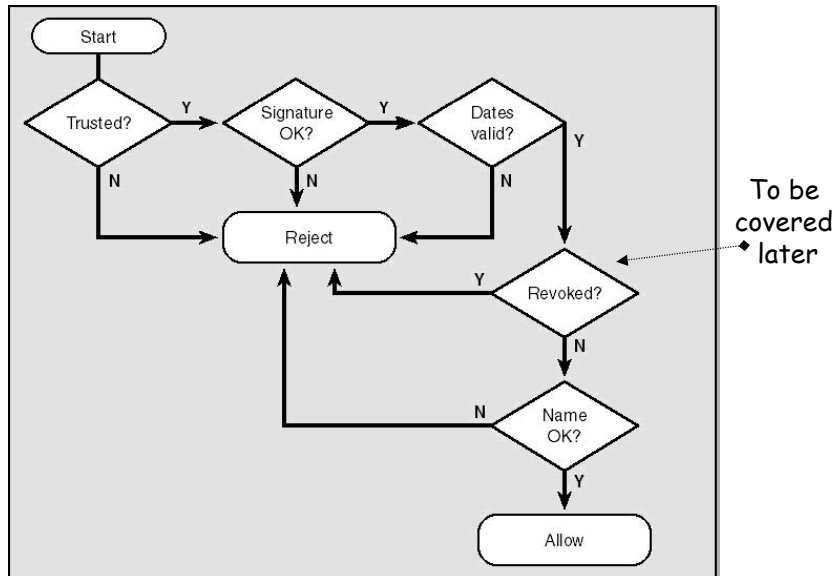 Start
Trusted?
Y
Signature
OK?
Y
Dates
valid?
Y
N
N
N
Reject
To be
covered
later
Y
Revoked?
N
N
Name
OK?
Y
Allow